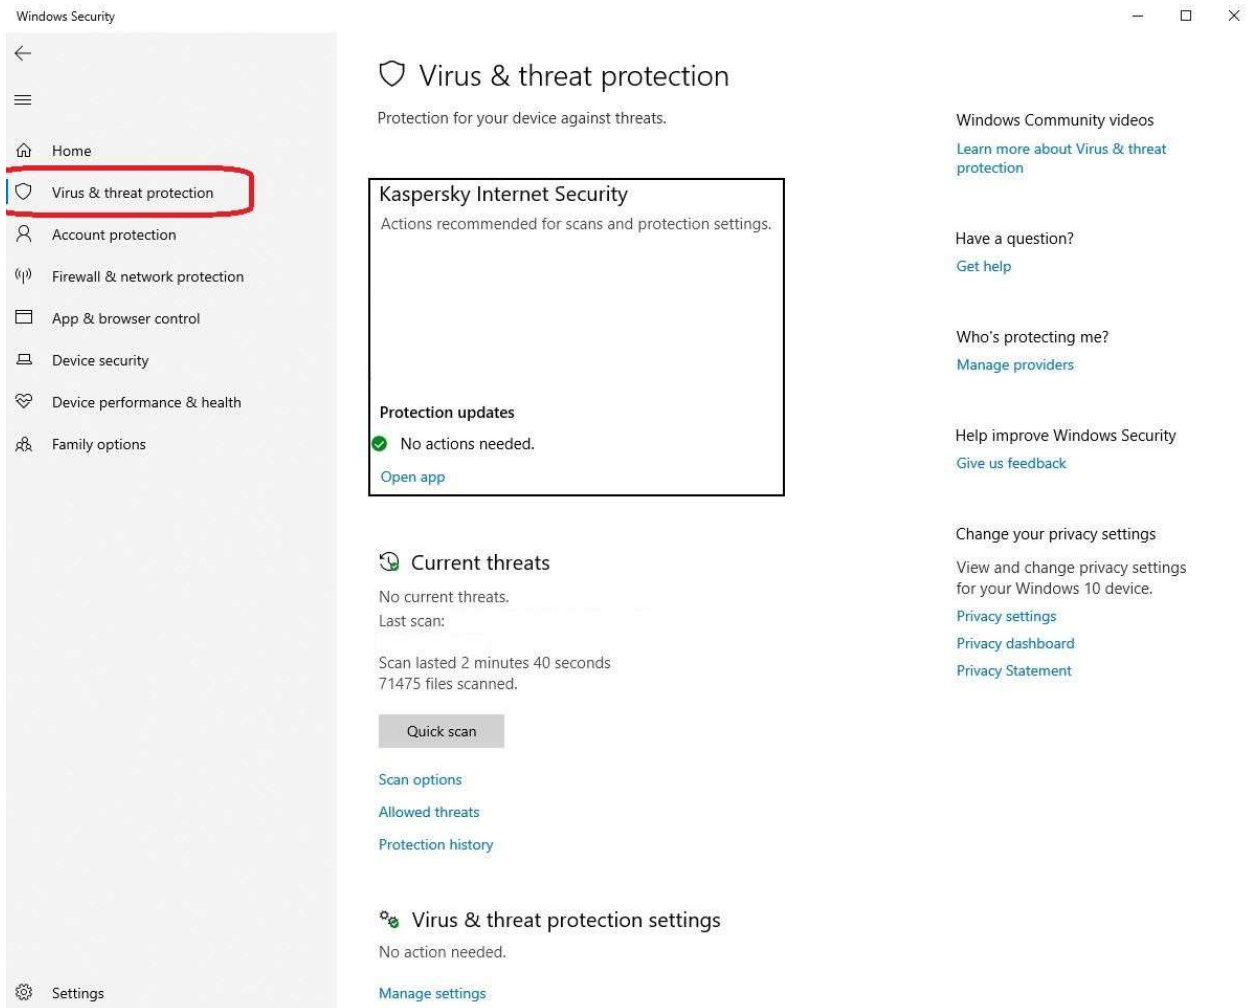 Windows Security
Home
Virus & threat protection
Account protection
Firewall & network protection
App & browser control
Device security
Device performance & health
Family options
Settings
Virus & threat protection
Protection for your device against threats.
Kaspersky Internet Security
Actions recommended for scans and protection settings.
Protection updates
No actions needed.
Open app
Current threats
No current threats.
Last scan:
Scan lasted 2 minutes 40 seconds
71475 files scanned.
Quick scan
Scan options
Allowed threats
Protection history
Virus & threat protection settings
No action needed.
Manage settings
Windows Community videos
Learn more about Virus & threat
protection
Have a question?
Get help
Who's protecting me?
Manage providers
Help improve Windows Security
Give us feedback
Change your privacy settings
View and change privacy settings
for your Windows 10 device.
Privacy settings
Privacy dashboard
Privacy Statement